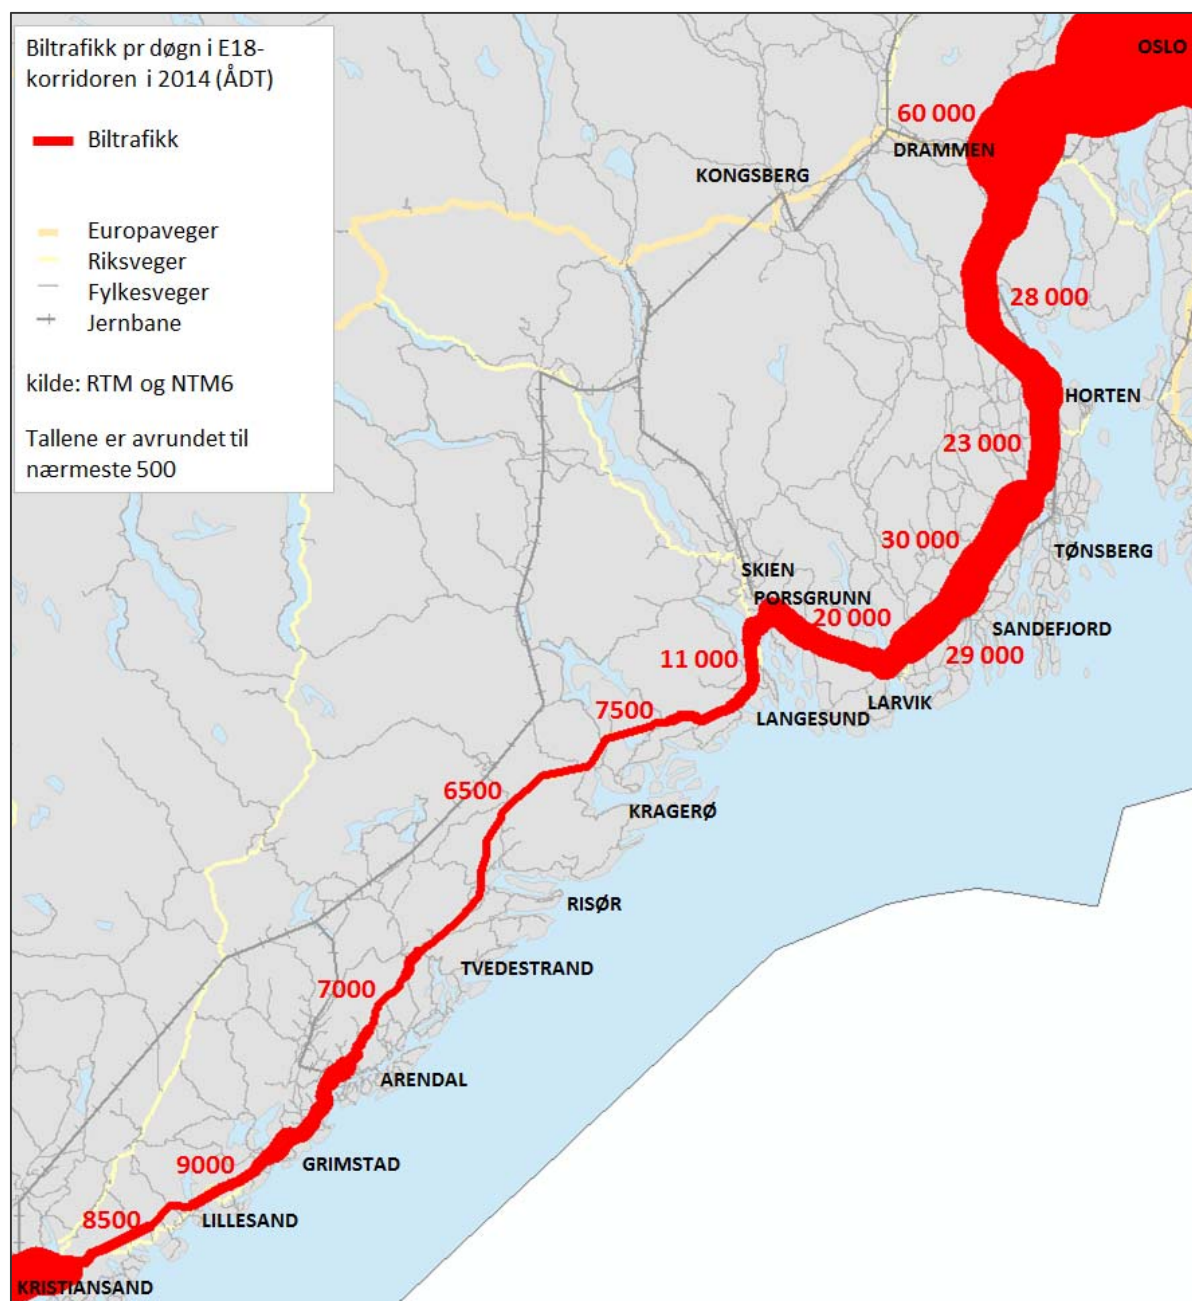 Biltrafikk pr døgn i E18-
korridoren i 2014 (ÅDT)
Biltrafikk
Europaveger
Riksveger
Fylkesveger
Jernbane
kilde: RTM og NTM6
Tallene er avrundet til
nærmeste 500
OSLO
60 000
DRAMMEN
KONGSBERG
28 000
HORTEN
23 000
30 000
TØNSBERG
SKIEN
PORSGRUNN
20 000
SANDEFJORD
29 000
11 000
LARVIK
LANGESUND
7500
6500
KRAGERØ
RISØR
TVEDESTRAND
7000
ARENDAL
9000
GRIMSTAD
8500
LILLESAND
KRISTIANSAND